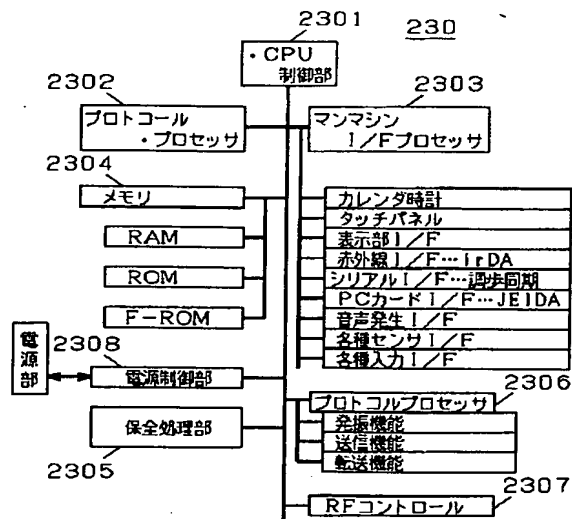 2301
230
・CPU
制御部
2302
2303
プロトコール
・プロセッサ
マンマシン
I/Fプロセッサ
2304
メモリ
RAM
ROM
F-ROM
カレンダ時計
タッチパネル
表示部I/F
赤外線I/F…IrDA
シリアルI/F…調歩同期
PCカードI/F…JEIDA
音声発生I/F
各種センサI/F
各種入力I/F
電源部
2308
電源制御部
2306
プロトコルプロセッサ
発振機能
送信機能
転送機能
保全処理部
2305
2307
RFコントロール